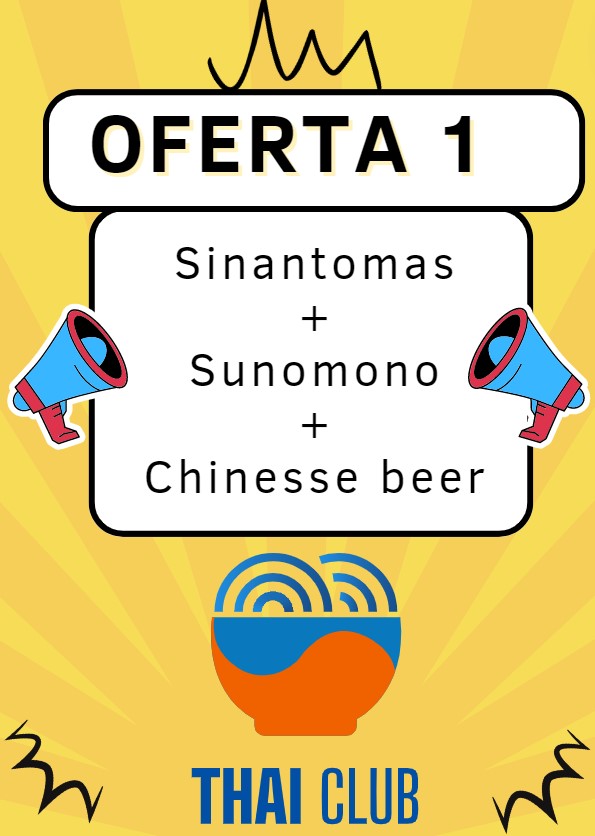 OFERTA 1
Sinantomas
+
Sunomono
+
Chinesse beer
THAI CLUB